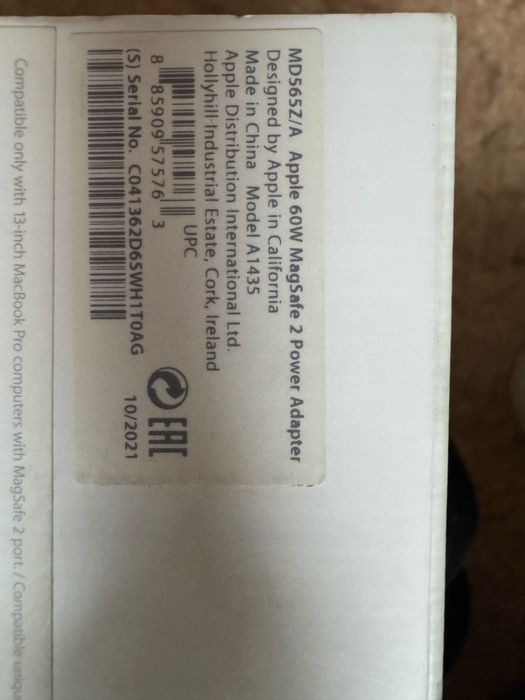 MD565Z/A Apple 60W MagSafe 2 Power Adapter
Designed by Apple in California
Made in China Model A1435
Apple Distribution International Ltd.
Hollyhill Industrial Estate, Cork, Ireland
UPC
8 85909 57576 3
EAC
(S) Serial No. C041362D6SWH1T0AG 10/2021
Compatible only with 13-inch MacBook Pro computers with MagSafe 2 port. / Compatible